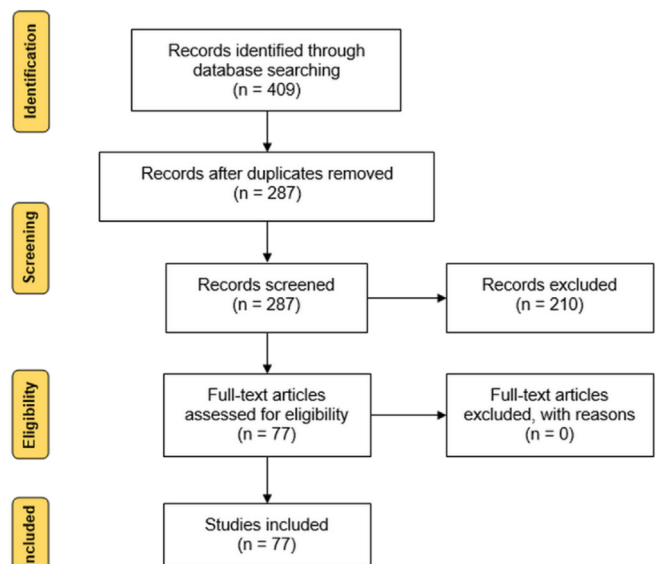 Identification
Records identified through
database searching
(n = 409)
Records after duplicates removed
(n = 287)
Screening
Records screened
(n = 287)
Records excluded
(n = 210)
Eligibility
Full-text articles
assessed for eligibility
(n = 77)
Full-text articles
excluded, with reasons
(n = 0)
ncluded
Studies included
(n = 77)